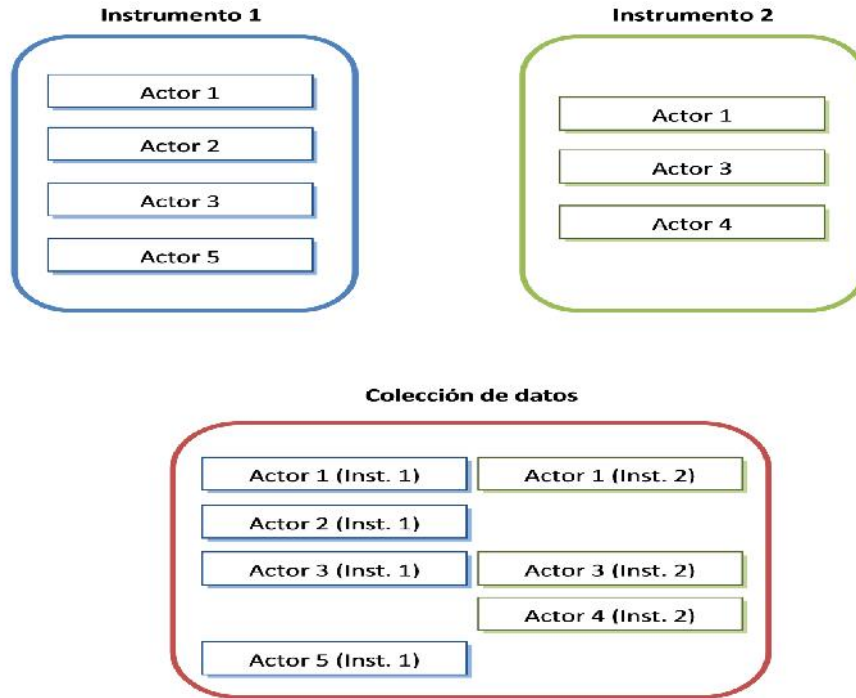 Instrumento 1
Actor 1
Actor 2
Actor 3
Actor 5
Instrumento 2
Actor 1
Actor 3
Actor 4
Colección de datos
Actor 1 (Inst. 1)
Actor 1 (Inst. 2)
Actor 2 (Inst. 1)
Actor 3 (Inst. 1)
Actor 3 (Inst. 2)
Actor 4 (Inst. 2)
Actor 5 (Inst. 1)